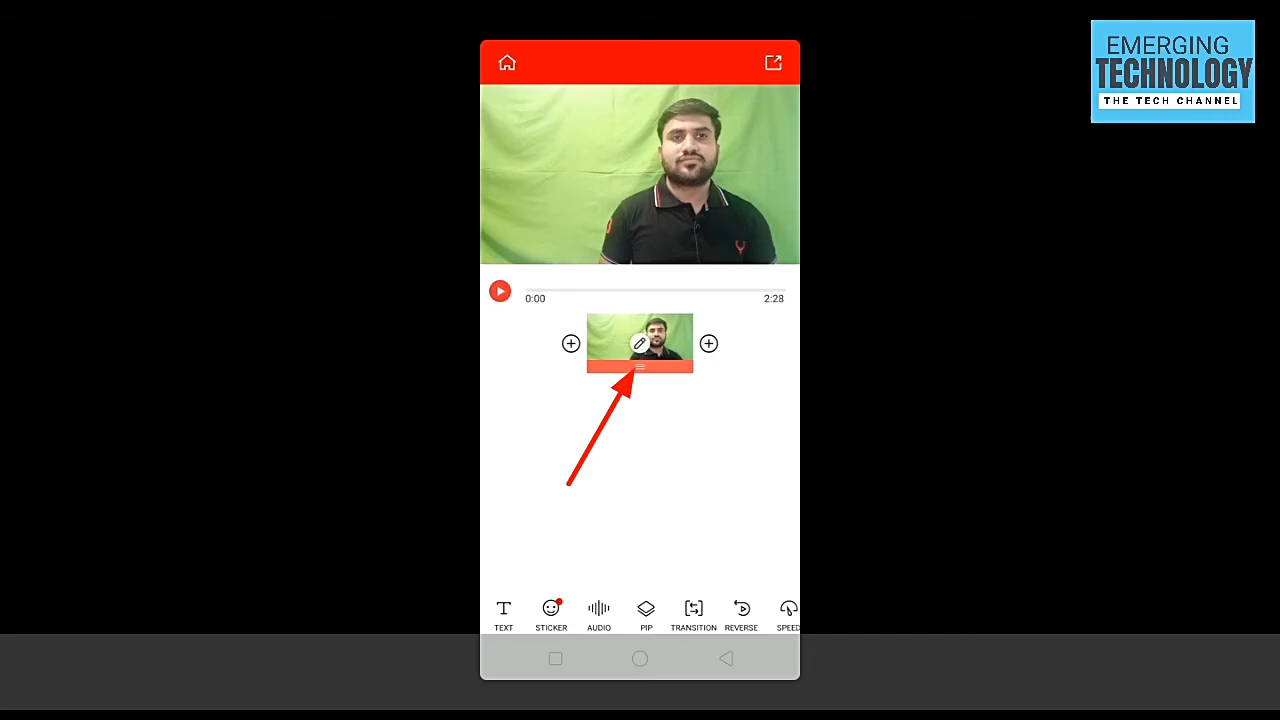 EMERGING
TECHNOLOGY
THE TECH CHANNEL
0:00
2:28
TEXT
STICKER
AUDIO
PIP
TRANSITION
REVERSE
SPEED